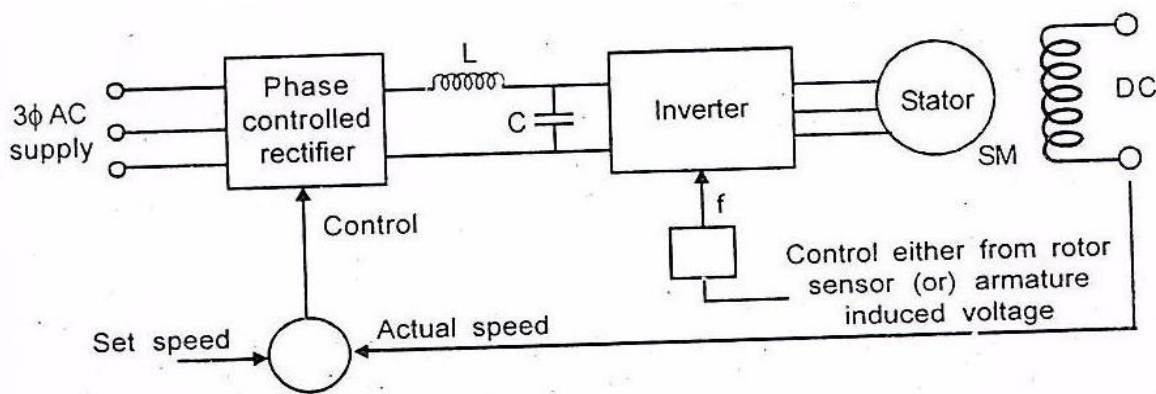 3ϕ AC
supply
Phase
controlled
rectifier
L
C
Inverter
Stator
SM
DC
Control
f
Control either from rotor
sensor (or) armature
induced voltage
Set speed
Actual speed